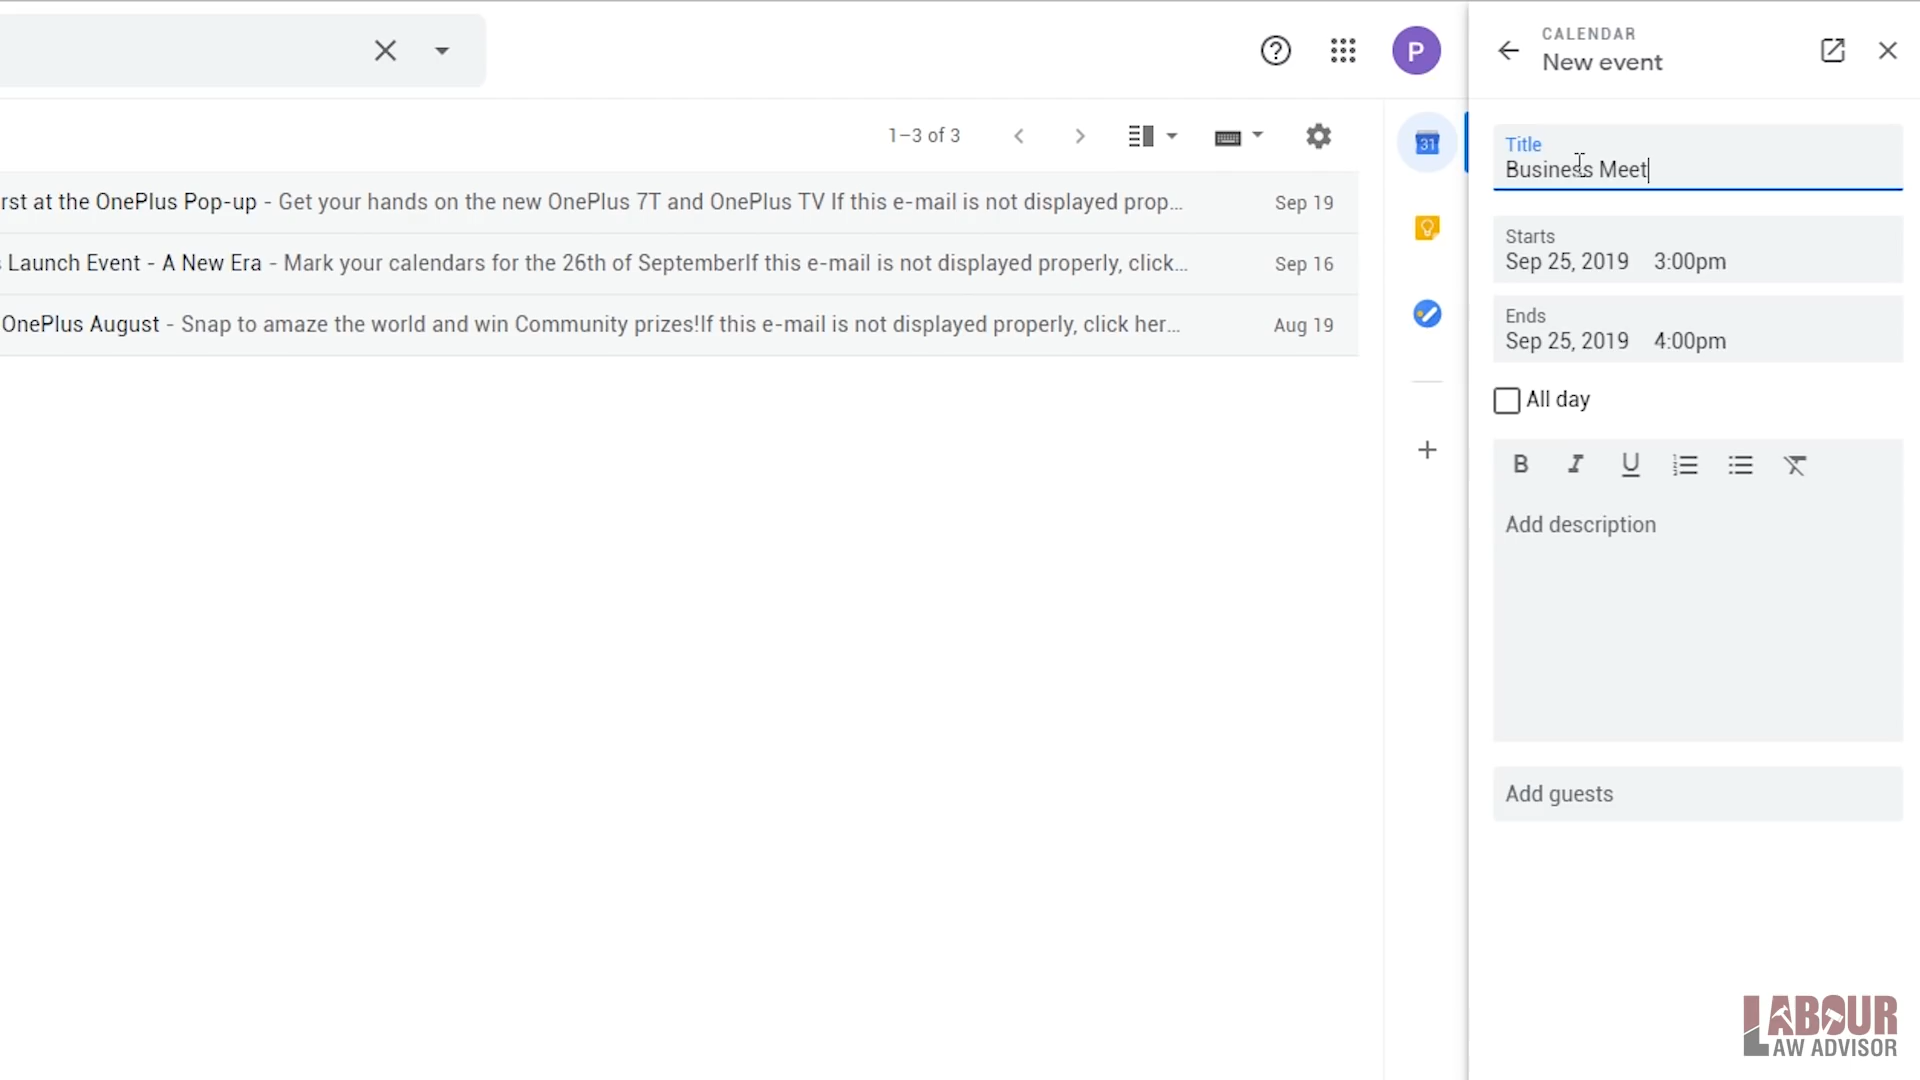 CALENDAR
New event
P
1–3 of 3
31
Title
Business Meet
rst at the OnePlus Pop-up - Get your hands on the new OnePlus 7T and OnePlus TV If this e-mail is not displayed prop... Sep 19
Starts
Sep 25, 2019 3:00pm
Launch Event - A New Era - Mark your calendars for the 26th of SeptemberIf this e-mail is not displayed properly, click... Sep 16
Ends
Sep 25, 2019 4:00pm
OnePlus August - Snap to amaze the world and win Community prizes!If this e-mail is not displayed properly, click her... Aug 19
All day
B I U
Add description
Add guests
LABOUR
LAW ADVISOR